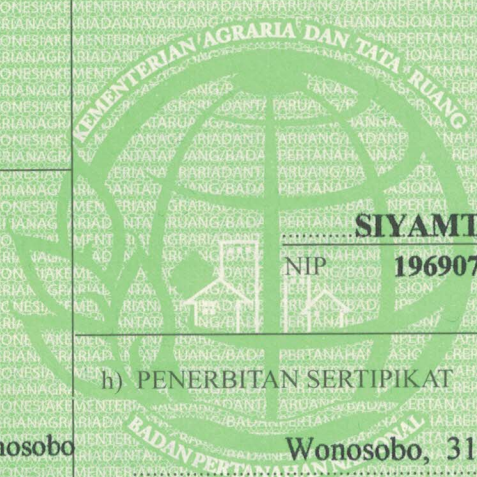 KEMENTERIAN AGRARIA DAN TATA RUANG
SIYAMT
NIP 196907
h) PENERBITAN SERTIPIKAT
BADAN PERTANAHAN NASIONAL
nosobo Wonosobo, 31